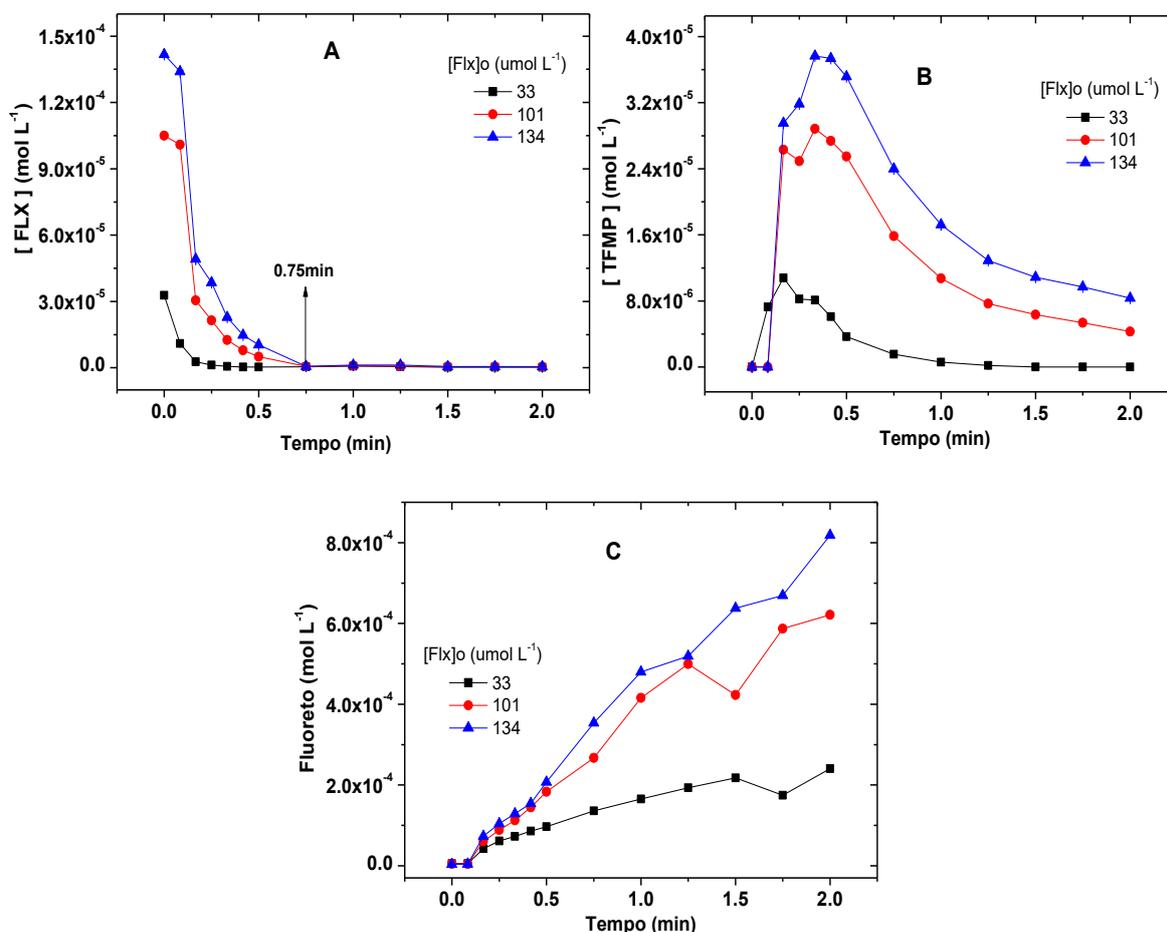 A
[ FLX ] (mol L⁻¹)
1.5x10⁻⁴
1.2x10⁻⁴
9.0x10⁻⁵
6.0x10⁻⁵
3.0x10⁻⁵
0.0
[Flx]o (umol L⁻¹)
33
101
134
0.75min
0.0 0.5 1.0 1.5 2.0
Tempo (min)
B
[ TFMP ] (mol L⁻¹)
4.0x10⁻⁵
3.2x10⁻⁵
2.4x10⁻⁵
1.6x10⁻⁵
8.0x10⁻⁶
0.0
[Flx]o (umol L⁻¹)
33
101
134
0.0 0.5 1.0 1.5 2.0
Tempo (min)
C
Fluoreto (mol L⁻¹)
8.0x10⁻⁴
6.0x10⁻⁴
4.0x10⁻⁴
2.0x10⁻⁴
0.0
[Flx]o (umol L⁻¹)
33
101
134
0.0 0.5 1.0 1.5 2.0
Tempo (min)